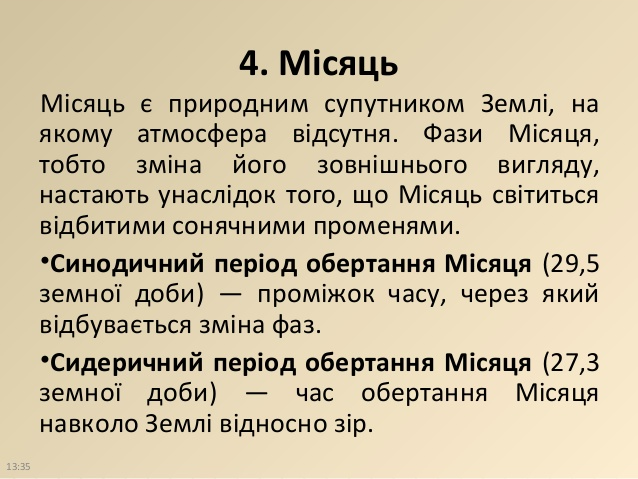 4. Місяць
Місяць є природним супутником Землі, на
якому атмосфера відсутня. Фази Місяця,
тобто зміна його зовнішнього вигляду,
настають унаслідок того, що Місяць світиться
відбитими сонячними променями.
•Синодичний період обертання Місяця (29,5
земної доби) — проміжок часу, через який
відбувається зміна фаз.
•Сидеричний період обертання Місяця (27,3
земної доби) — час обертання Місяця
навколо Землі відносно зір.
13:35